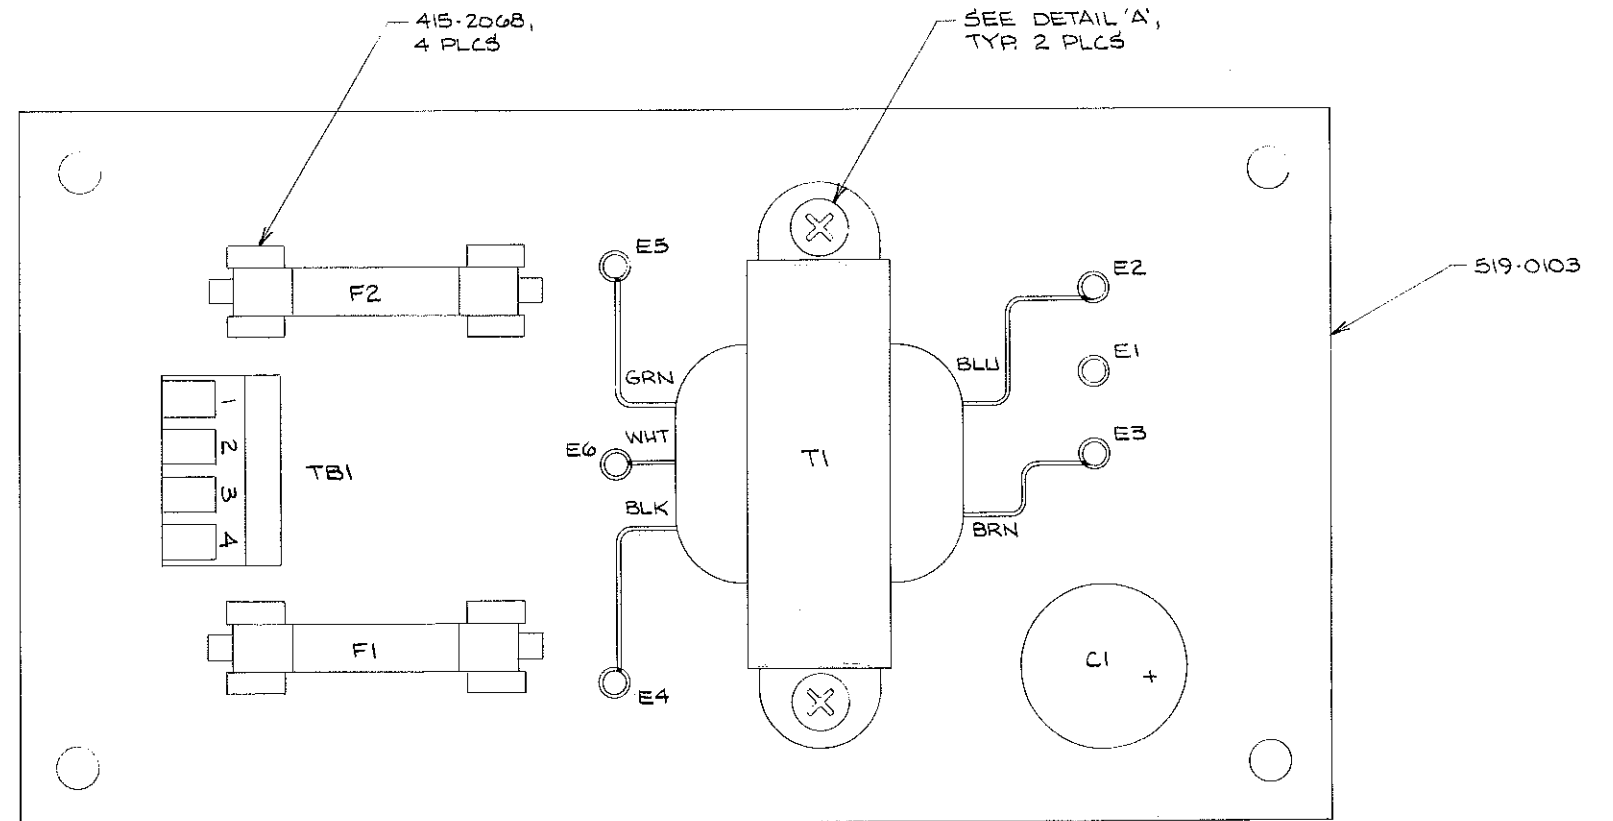 415-2068,
4 PLCS
SEE DETAIL 'A',
TYP. 2 PLCS
519-0103
E5
E2
F2
E1
BLU
GRN
1
2
3
4
TB1
E6
WHT
T1
E3
BLK
BRN
F1
E4
C1
+